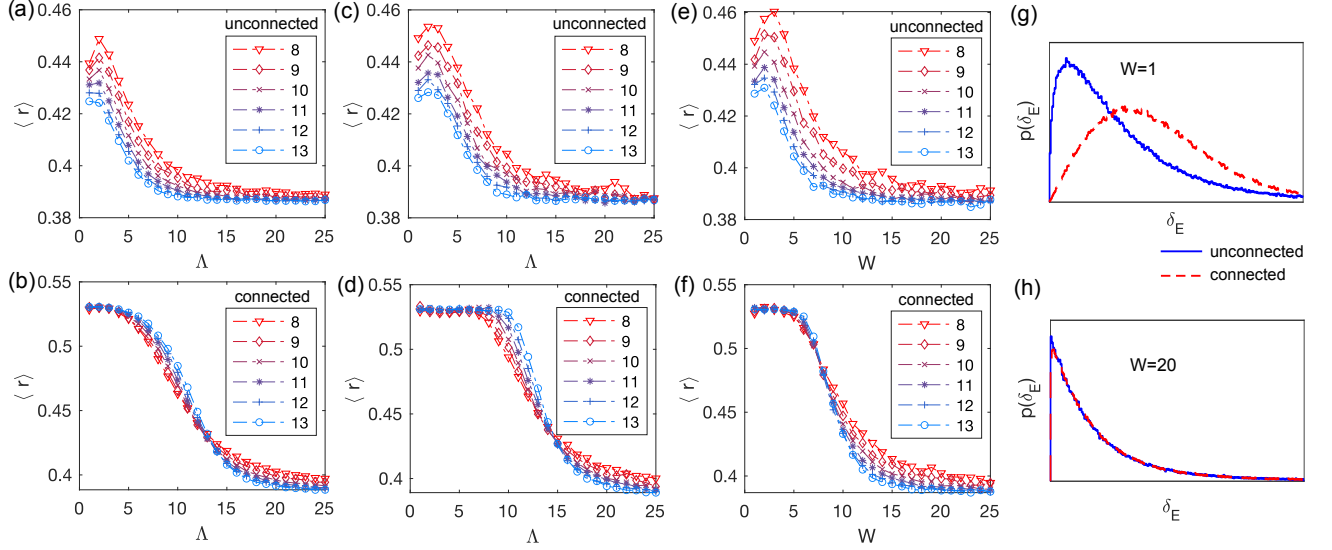 (a)
0.46
0.44
0.42
0.4
0.38
⟨ r ⟩
unconnected
8
9
10
11
12
13
0 5 10 15 20 25
Λ
(c)
0.46
0.44
0.42
0.4
0.38
⟨ r ⟩
unconnected
8
9
10
11
12
13
0 5 10 15 20 25
Λ
(e)
0.46
0.44
0.42
0.4
0.38
⟨ r ⟩
unconnected
8
9
10
11
12
13
0 5 10 15 20 25
W
(g)
W=1
p(δ_E)
δ_E
unconnected
connected
(b)
0.55
0.5
0.45
0.4
⟨ r ⟩
connected
8
9
10
11
12
13
0 5 10 15 20 25
Λ
(d)
0.55
0.5
0.45
0.4
⟨ r ⟩
connected
8
9
10
11
12
13
0 5 10 15 20 25
Λ
(f)
0.55
0.5
0.45
0.4
⟨ r ⟩
connected
8
9
10
11
12
13
0 5 10 15 20 25
W
(h)
W=20
p(δ_E)
δ_E